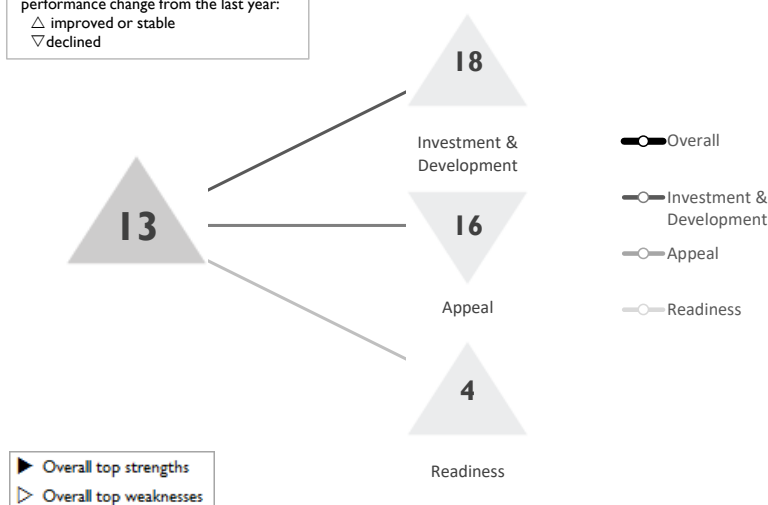 performance change from the last year:
△ improved or stable
▽ declined
18
Investment &
Development
13
16
Appeal
4
Readiness
Overall
Investment &
Development
Appeal
Readiness
▶ Overall top strengths
▷ Overall top weaknesses